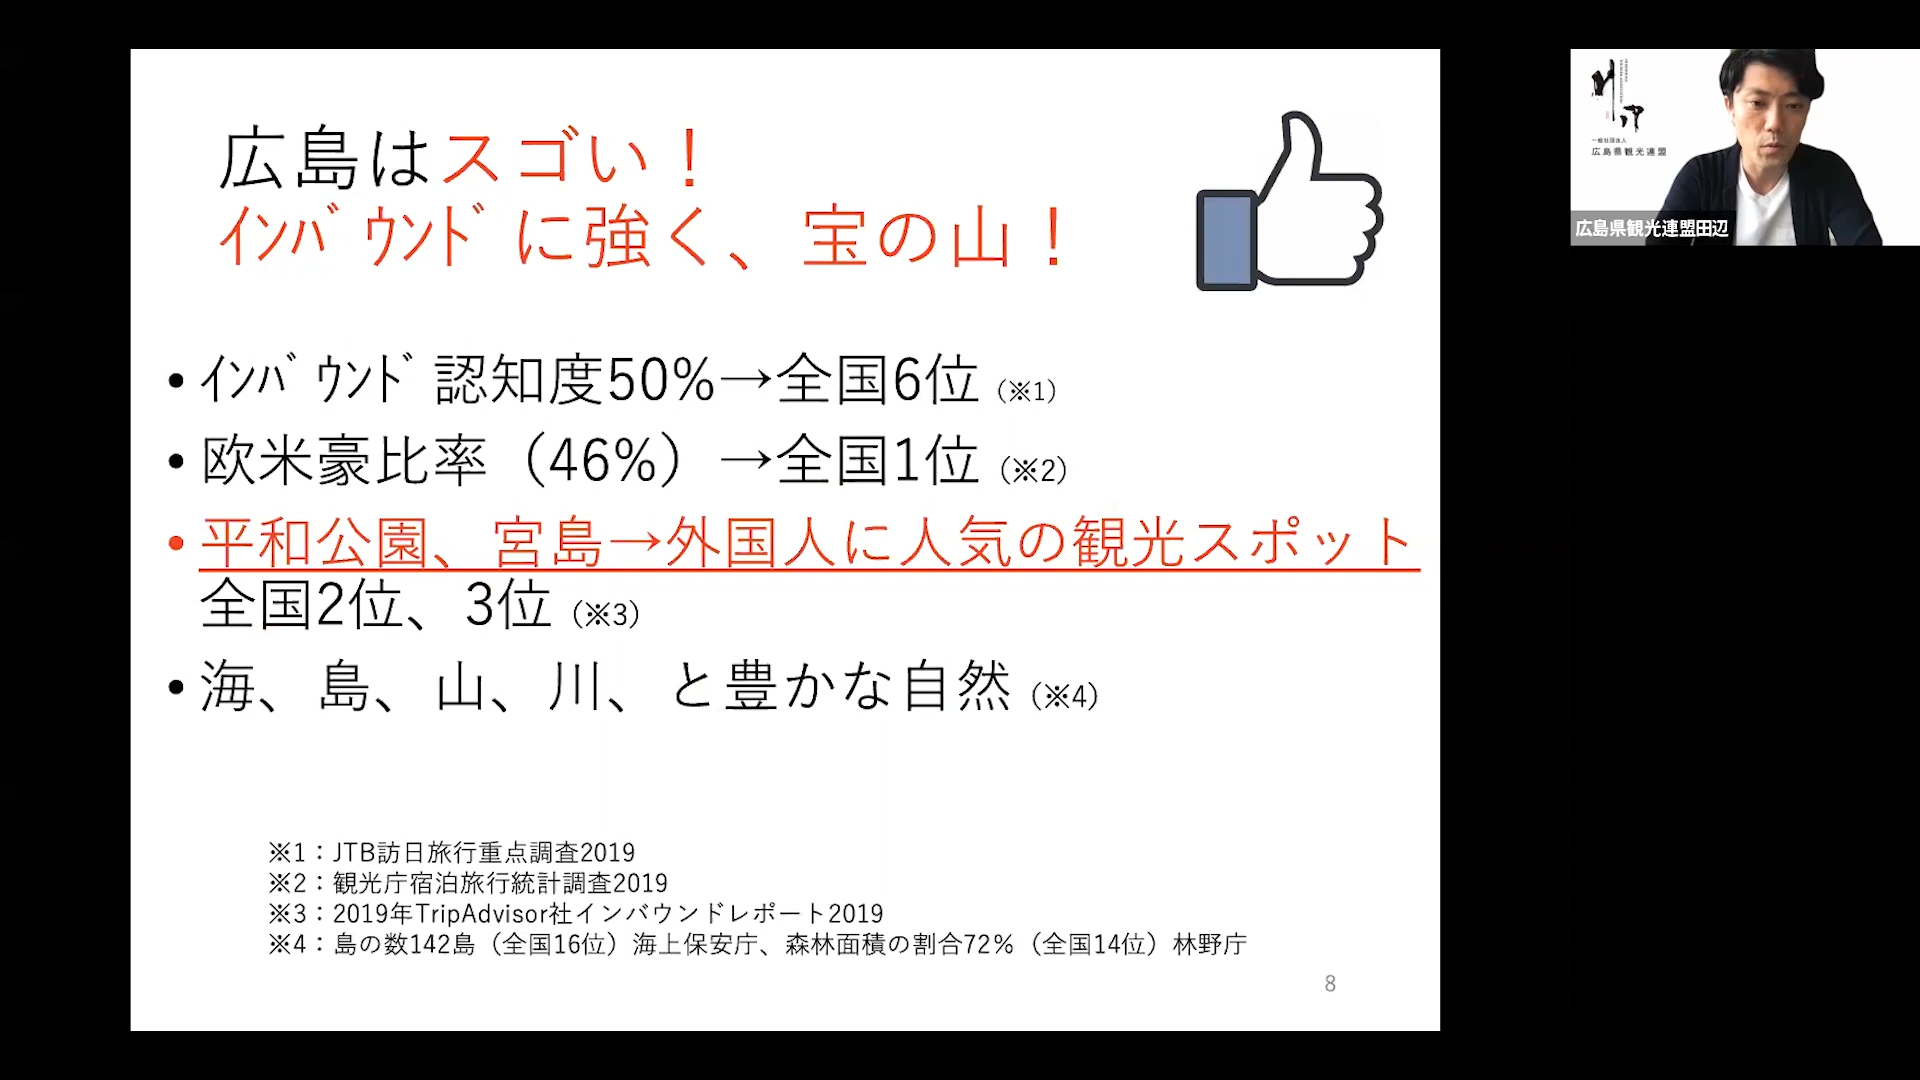 広島はスゴい！
ｲﾝﾊﾞｳﾝﾄﾞに強く、宝の山！
• ｲﾝﾊﾞｳﾝﾄﾞ認知度50%→全国6位（※1）
• 欧米豪比率（46%）→全国1位（※2）
• 平和公園、宮島→外国人に人気の観光スポット
全国2位、3位（※3）
• 海、島、山、川、と豊かな自然（※4）
※1：JTB訪日旅行重点調査2019
※2：観光庁宿泊旅行統計調査2019
※3：2019年TripAdvisor社インバウンドレポート2019
※4：島の数142島（全国16位）海上保安庁、森林面積の割合72%（全国14位）林野庁
8
一般社団法人
広島県観光連盟
広島県観光連盟田辺